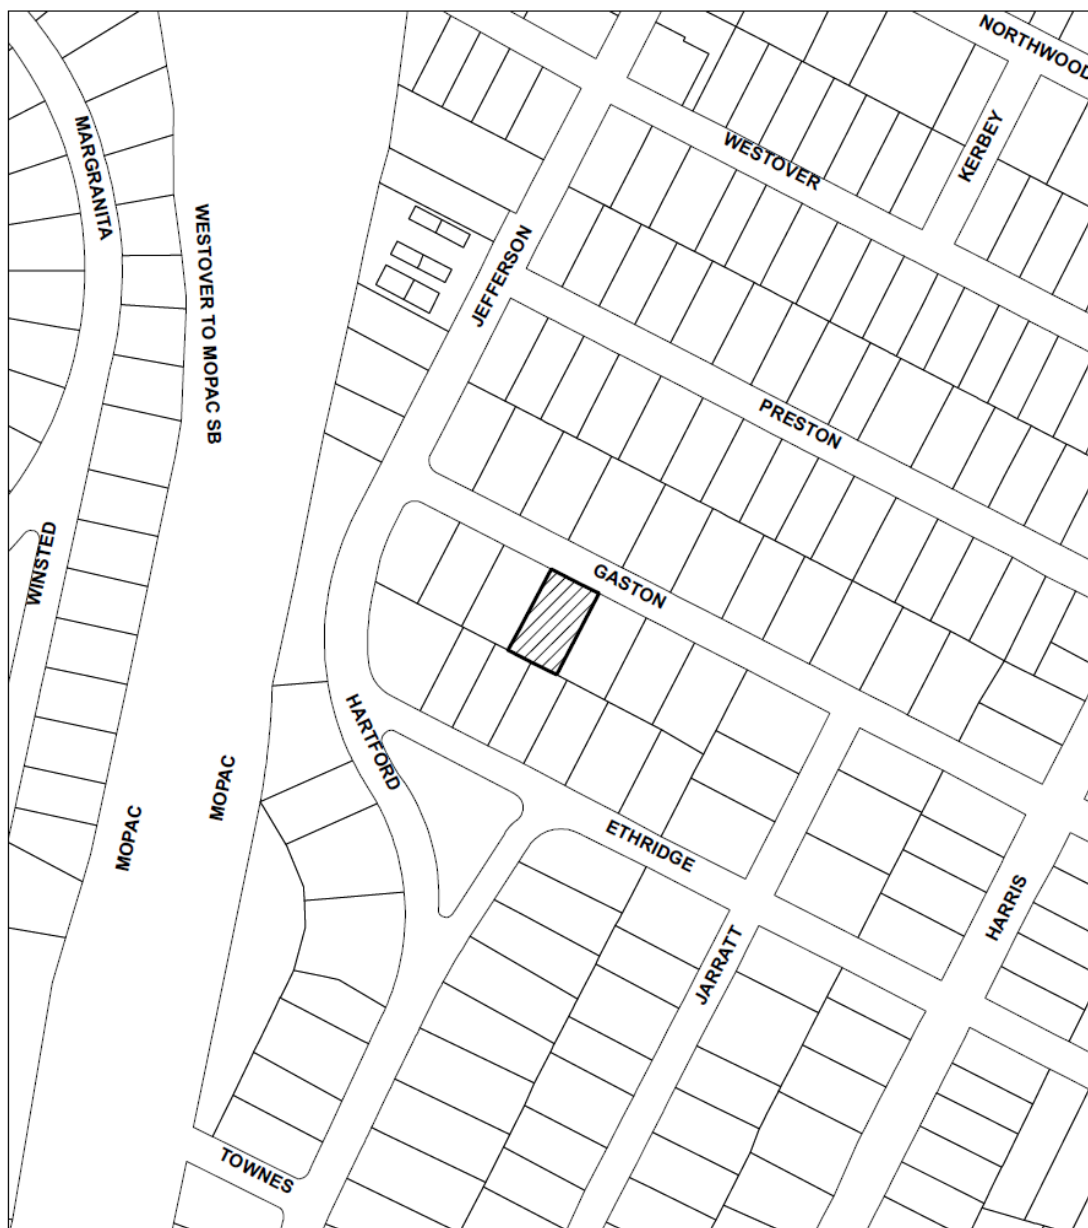 NORTHWOOD
MARGRANITA
WESTOVER
KERBEY
WESTOVER TO MOPAC SB
JEFFERSON
PRESTON
WINSTED
GASTON
HARTFORD
MOPAC
MOPAC
ETHRIDGE
HARRIS
JARRATT
TOWNES